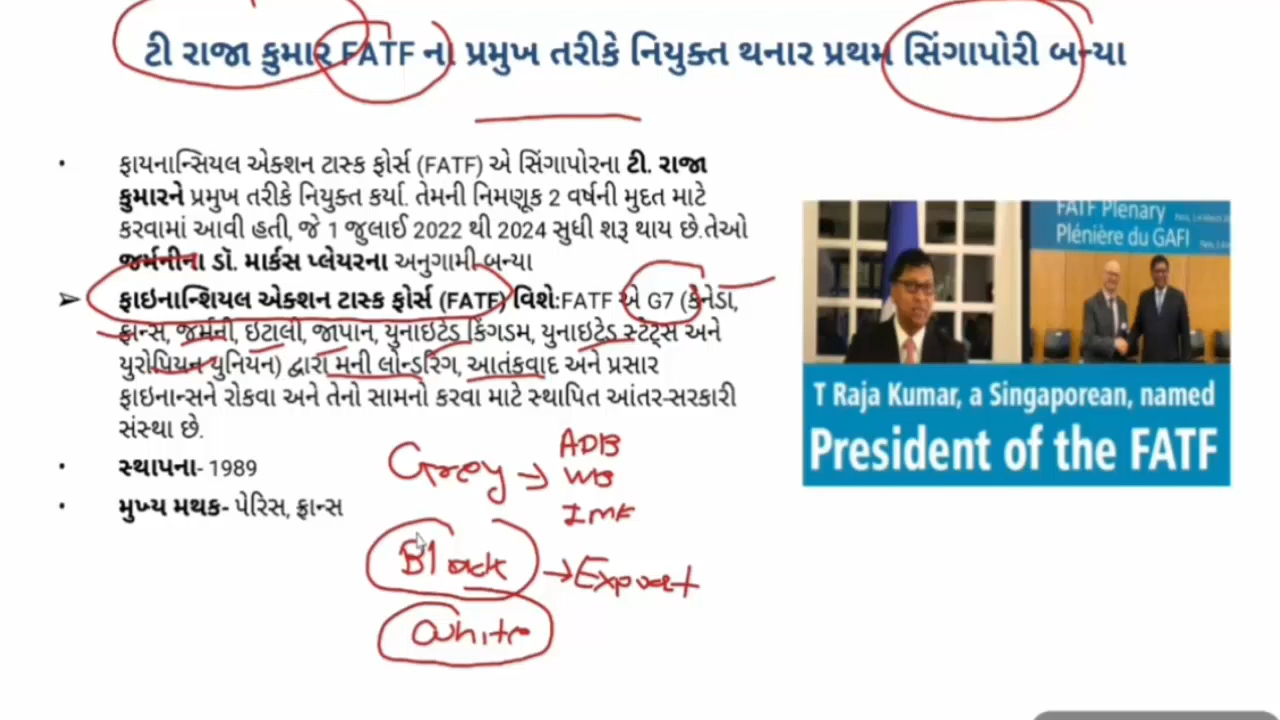 ટી રાજા કુમાર FATF ના પ્રમુખ તરીકે નિયુક્ત થનાર પ્રથમ સિંગાપોરી બન્યા
• ફાયનાન્સિયલ એક્શન ટાસ્ક ફોર્સ (FATF) એ સિંગાપોરના ટી. રાજા
કુમારને પ્રમુખ તરીકે નિયુક્ત કર્યા. તેમની નિમણૂક 2 વર્ષની મુદત માટે
કરવામાં આવી હતી, જે 1 જુલાઈ 2022 થી 2024 સુધી શરૂ થાય છે.તેઓ
જર્મનીના ડૉ. માર્કસ પ્લેયરના અનુગામી બન્યા
➢ ફાઇનાન્શિયલ એક્શન ટાસ્ક ફોર્સ (FATF) વિશે:FATF એ G7 (કેનેડા,
ફ્રાન્સ, જર્મની, ઇટાલી, જાપાન, યુનાઇટેડ કિંગડમ, યુનાઇટેડ સ્ટેટ્સ અને
યુરોપિયન યુનિયન) દ્વારા મની લોન્ડરિંગ, આતંકવાદ અને પ્રસાર
ફાઇનાન્સને રોકવા અને તેનો સામનો કરવા માટે સ્થાપિત આંતર-સરકારી
સંસ્થા છે.
• સ્થાપના- 1989
• મુખ્ય મથક- પેરિસ, ફ્રાન્સ
FATF Plenary
Plénière du GAFI
T Raja Kumar, a Singaporean, named
President of the FATF
Grey → ADB
WB
IMF
Black → Export
White